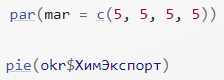 par(mar = c(5, 5, 5, 5))
pie(okr$ХимЭкспорт)